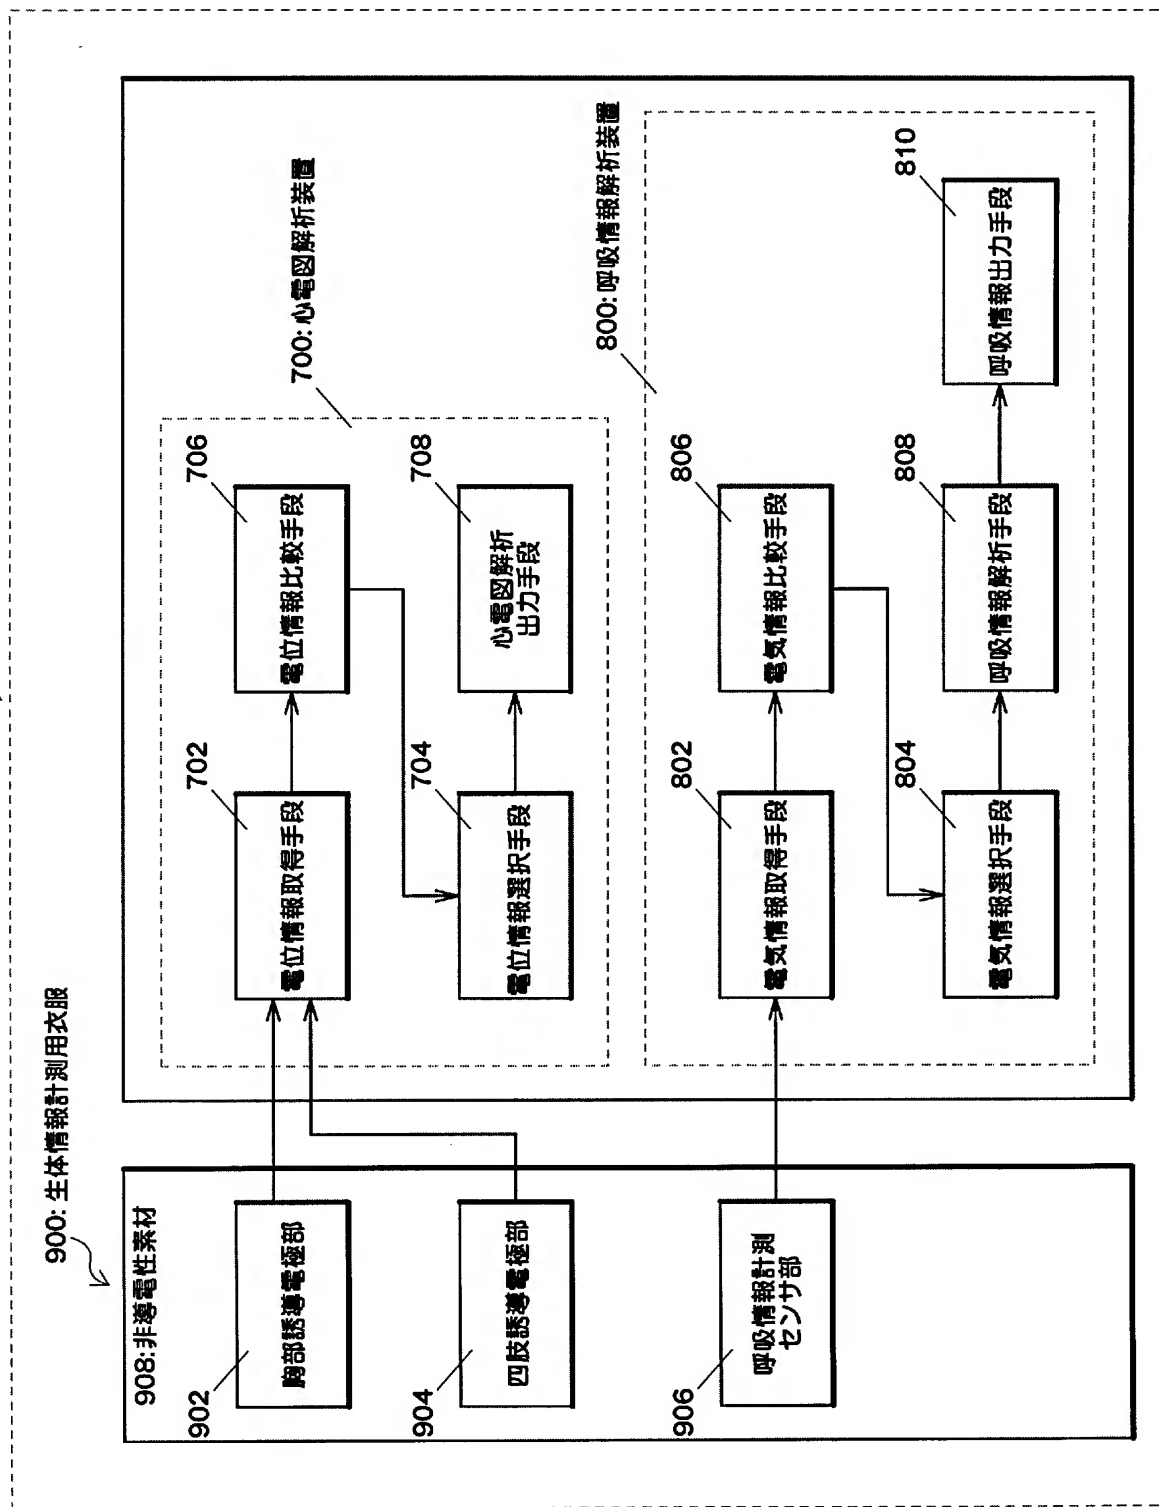 900:生体情報計測用衣服
908:非導電性素材
902
胸部誘導電極部
904
四肢誘導電極部
906
呼吸情報計測
センサ部
700:心電図解析装置
702
電位情報取得手段
706
電位情報比較手段
704
電位情報選択手段
708
心電図解析
出力手段
800:呼吸情報解析装置
802
電気情報取得手段
806
電気情報比較手段
804
電気情報選択手段
808
呼吸情報解析手段
810
呼吸情報出力手段